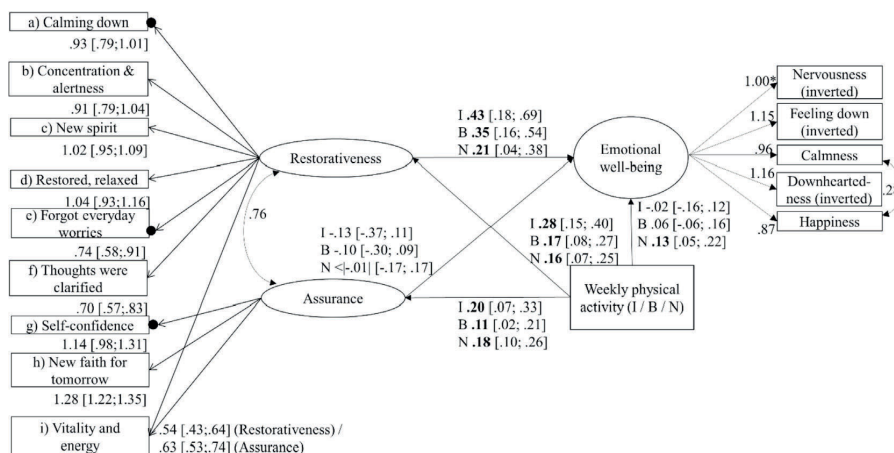 a) Calming down
.93 [.79;1.01]
b) Concentration &
alertness
.91 [.79;1.04]
c) New spirit
1.02 [.95;1.09]
d) Restored, relaxed
1.04 [.93;1.16]
e) Forgot everyday
worries
.74 [.58;.91]
f) Thoughts were
clarified
.70 [.57;.83]
g) Self-confidence
1.14 [.98;1.31]
h) New faith for
tomorrow
1.28 [1.22;1.35]
i) Vitality and
energy
.54 [.43;.64] (Restorativeness) /
.63 [.53;.74] (Assurance)
Restorativeness
.76
Assurance
I .43 [.18; .69]
B .35 [.16; .54]
N .21 [.04; .38]
I -.13 [-.37; .11]
B -.10 [-.30; .09]
N <|-.01| [-.17; .17]
I .28 [.15; .40]
B .17 [.08; .27]
N .16 [.07; .25]
I .20 [.07; .33]
B .11 [.02; .21]
N .18 [.10; .26]
Emotional
well-being
I -.02 [-.16; .12]
B .06 [-.06; .16]
N .13 [.05; .22]
Weekly physical
activity (I / B / N)
1.00*
Nervousness
(inverted)
1.15
Feeling down
(inverted)
.96
Calmness
1.16
Downhearted-
ness (inverted)
.87
Happiness